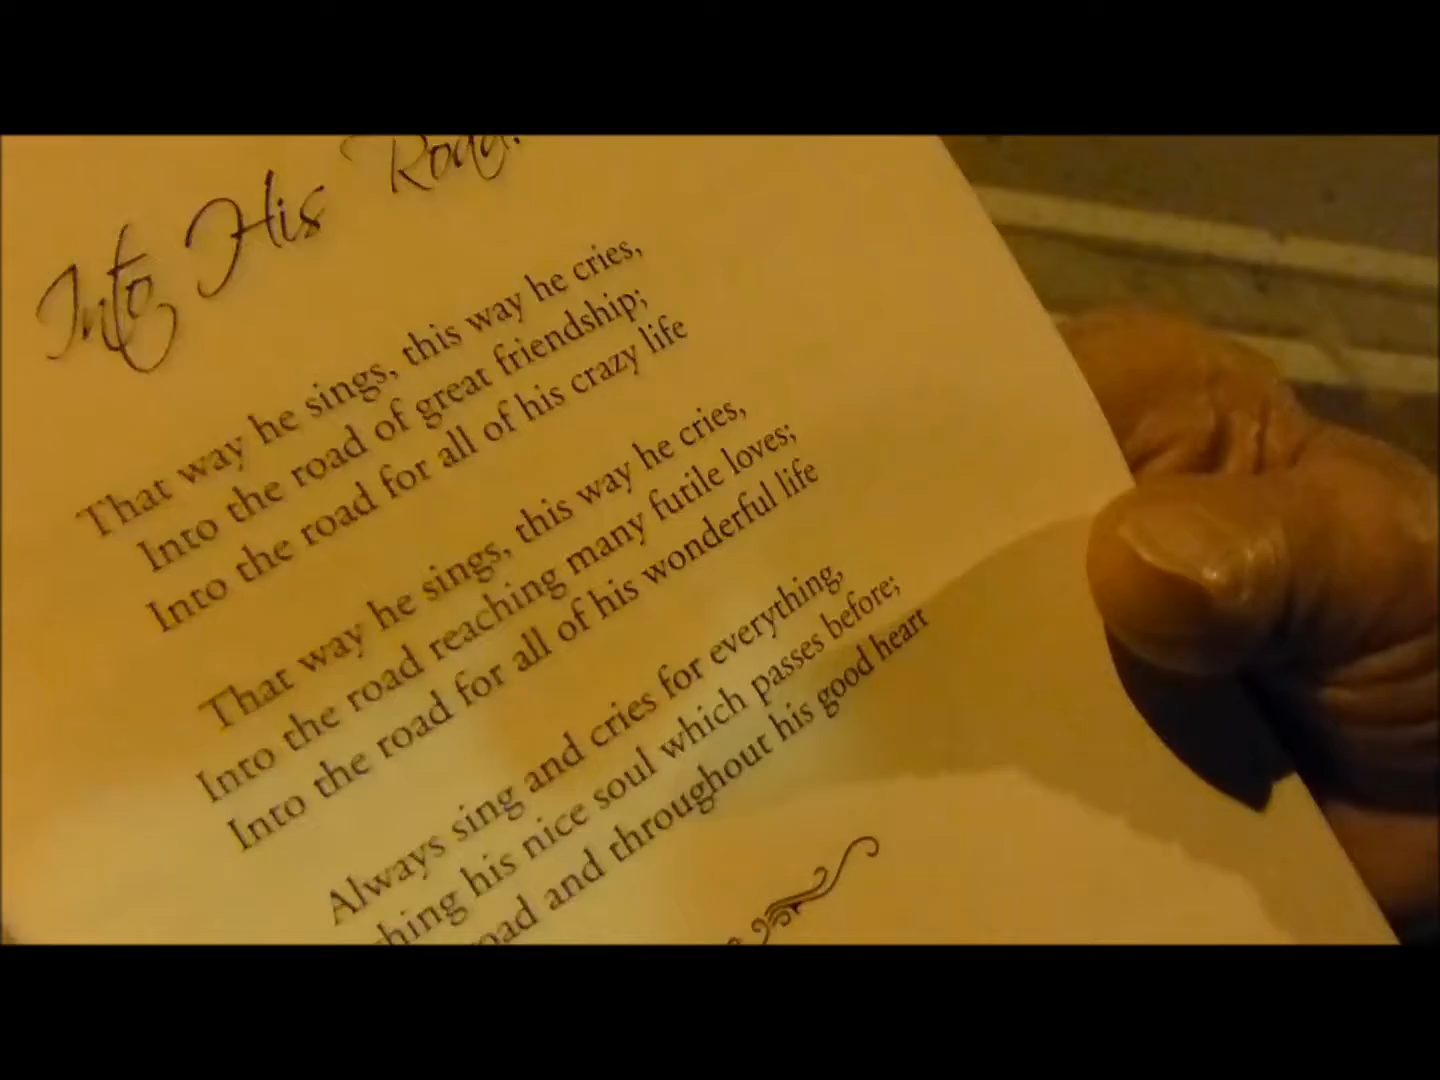 Into His Road.
That way he sings, this way he cries,
Into the road of great friendship;
Into the road for all of his crazy life
That way he sings, this way he cries,
Into the road reaching many futile loves;
Into the road for all of his wonderful life
Always sing and cries for everything,
his nice soul which passes before;
and throughout his good heart